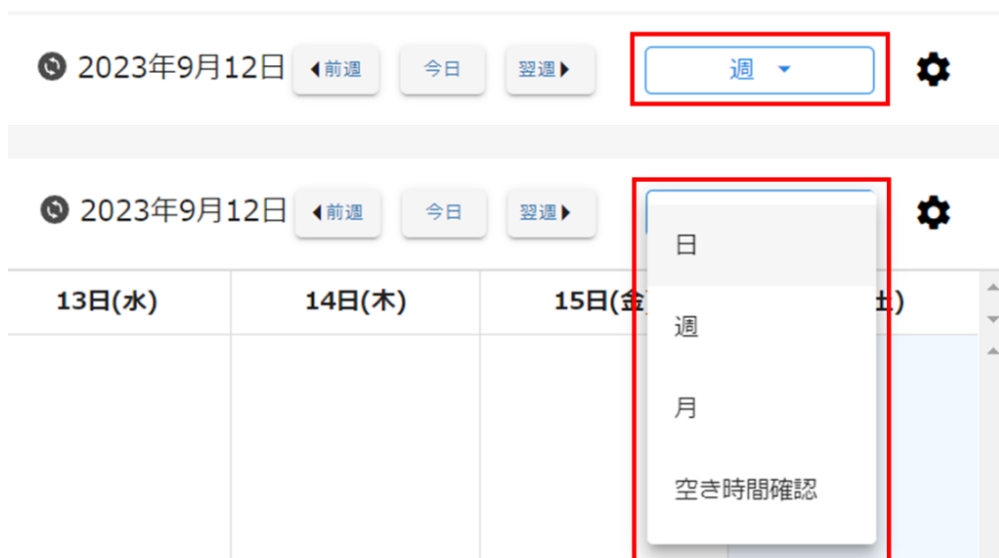 2023年9月12日 前週 今日 翌週 週
2023年9月12日 前週 今日 翌週
日
週
月
空き時間確認
13日(水) 14日(木) 15日(金) 土)